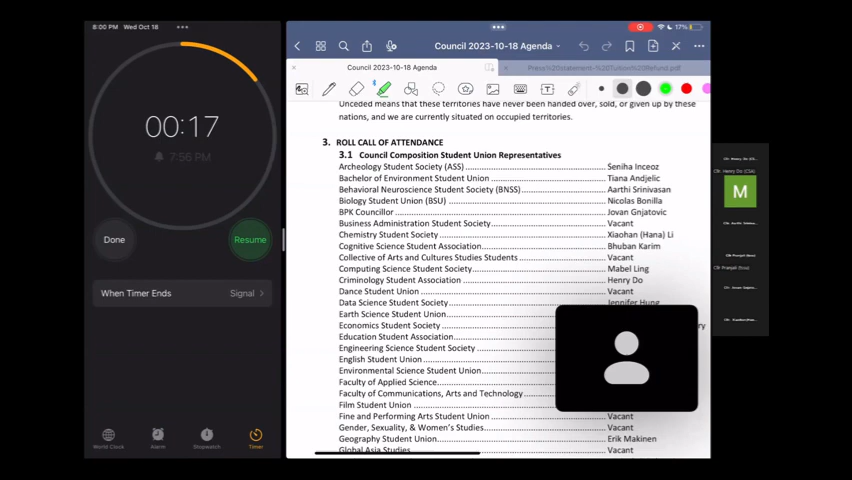 8:00 PM Wed Oct 18
17%
00:17
7:56 PM
Done
Resume
When Timer Ends
Signal
World Clock
Alarm
Stopwatch
Timer
Council 2023-10-18 Agenda
Council 2023-10-18 Agenda
Unceded means that these territories have never been handed over, sold, or given up by these
nations, and we are currently situated on occupied territories.
3. ROLL CALL OF ATTENDANCE
3.1 Council Composition Student Union Representatives
Archeology Student Society (ASS) Seniha Inceoz
Bachelor of Environment Student Union Tiana Andjelic
Behavioral Neuroscience Student Society (BNSS) Aarthi Srinivasan
Biology Student Union (BSU) Nicolas Bonilla
BPK Councillor Jovan Gnjatovic
Business Administration Student Society Vacant
Chemistry Student Society Xiaohan (Hana) Li
Cognitive Science Student Association Bhuban Karim
Collective of Arts and Cultures Studies Students Vacant
Computing Science Student Society Mabel Ling
Criminology Student Association Henry Do
Dance Student Union Vacant
Data Science Student Society Jennifer Hung
Earth Science Student Union
Economics Student Society
Education Student Association
Engineering Science Student Society
English Student Union
Environmental Science Student Union
Faculty of Applied Science
Faculty of Communications, Arts and Technology
Film Student Union
Fine and Performing Arts Student Union Vacant
Gender, Sexuality, & Women's Studies Vacant
Geography Student Union Erik Makinen
Global Asia Studies Vacant
M